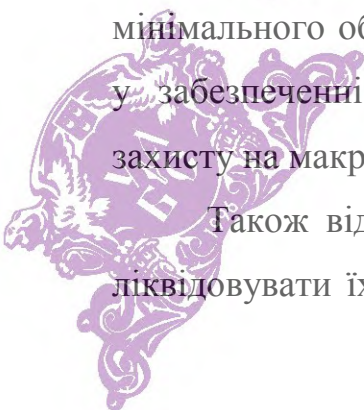 мінімального об
у забезпеченні
захисту на макр
Також від
ліквідовувати їх